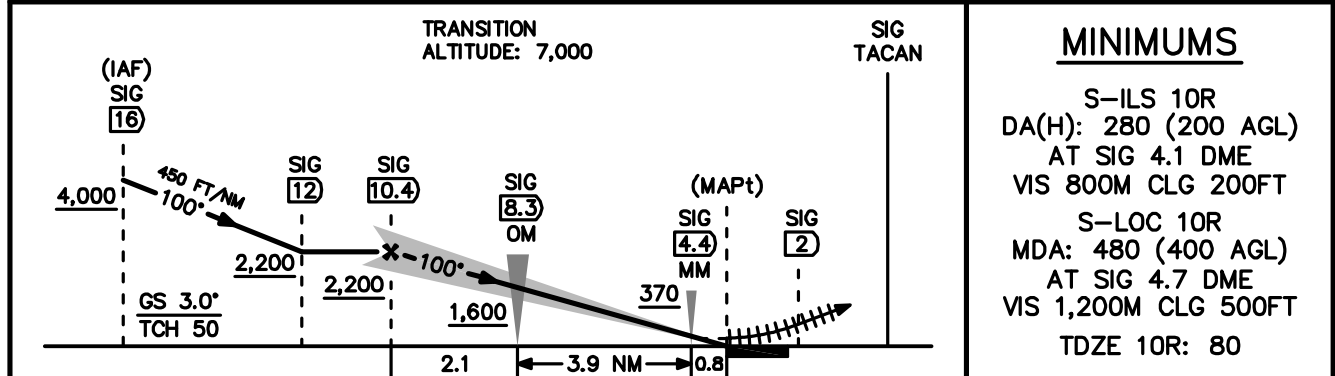 TRANSITION
ALTITUDE: 7,000
SIG
TACAN
(IAF)
SIG
16
4,000
450 FT/NM
100°
SIG
12
2,200
SIG
10.4
2,200
100°
SIG
8.3
OM
1,600
(MAPt)
SIG
4.4
MM
370
SIG
2
GS 3.0°
TCH 50
2.1
3.9 NM
0.8
MINIMUMS
S-ILS 10R
DA(H): 280 (200 AGL)
AT SIG 4.1 DME
VIS 800M CLG 200FT
S-LOC 10R
MDA: 480 (400 AGL)
AT SIG 4.7 DME
VIS 1,200M CLG 500FT
TDZE 10R: 80